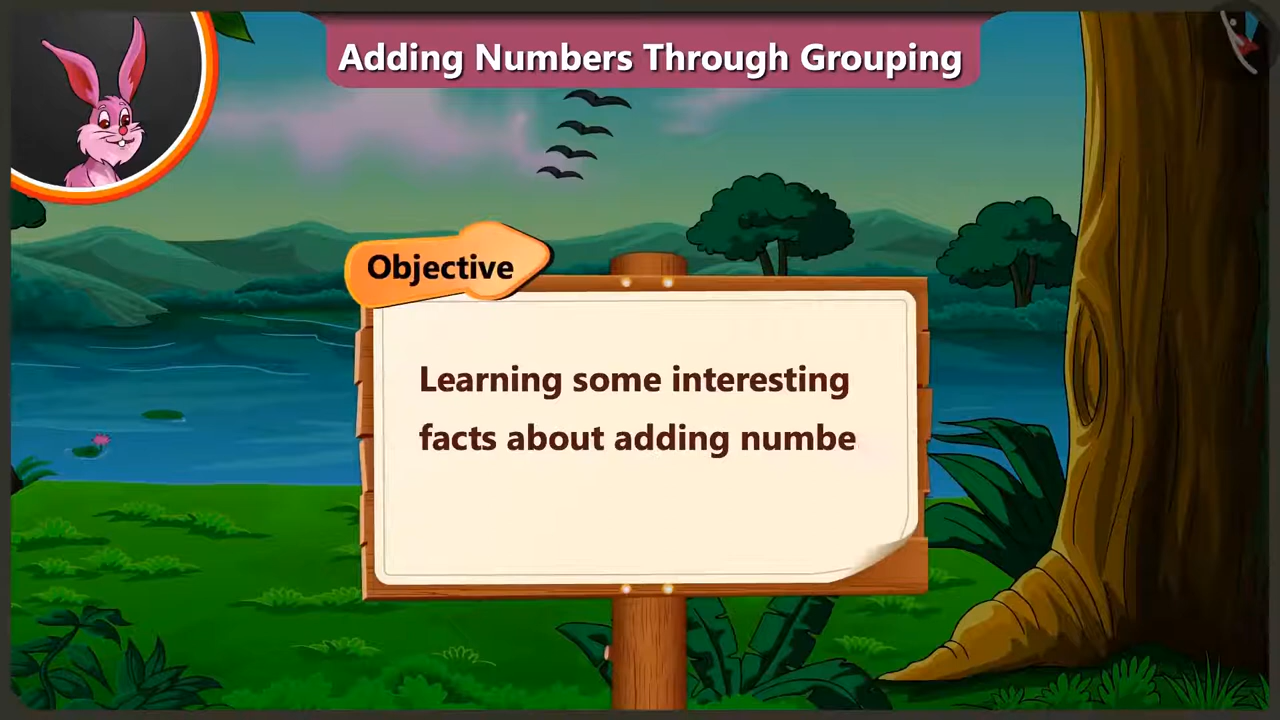 Adding Numbers Through Grouping
Objective
Learning some interesting
facts about adding numbe